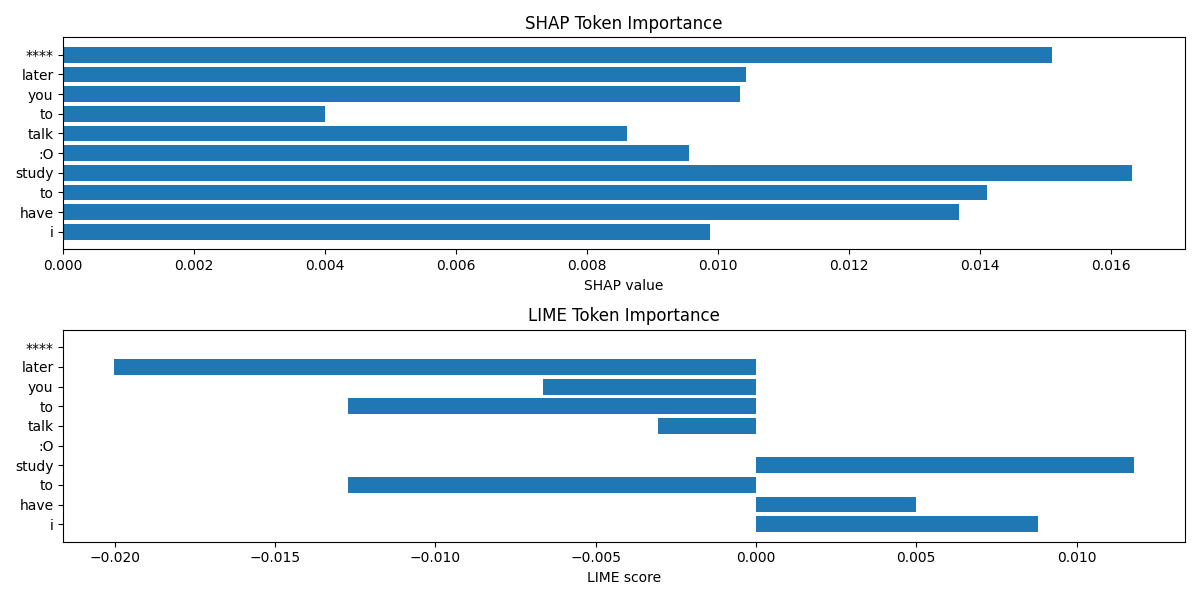 SHAP Token Importance
****
later
you
to
talk
:O
study
to
have
i
0.000 0.002 0.004 0.006 0.008 0.010 0.012 0.014 0.016
SHAP value
LIME Token Importance
****
later
you
to
talk
:O
study
to
have
i
−0.020 −0.015 −0.010 −0.005 0.000 0.005 0.010
LIME score